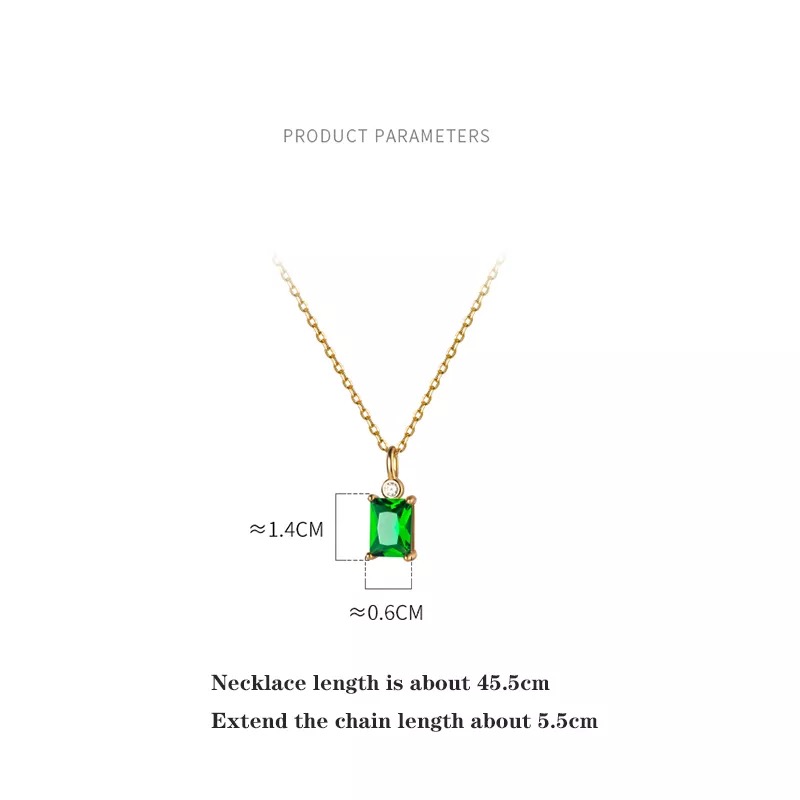 PRODUCT PARAMETERS
≈1.4CM
≈0.6CM
Necklace length is about 45.5cm
Extend the chain length about 5.5cm